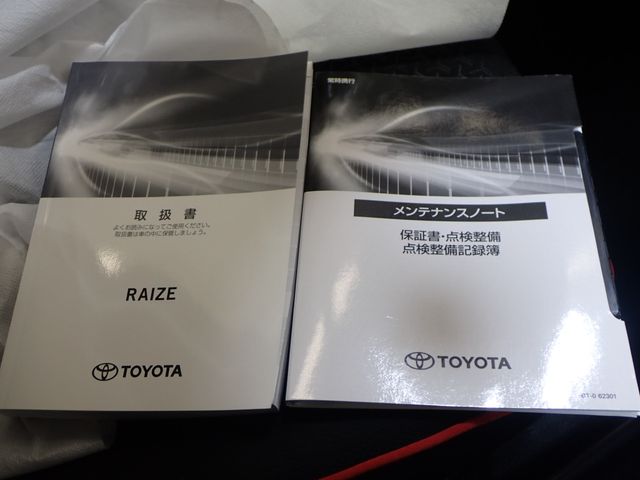 取扱書
よくお読みになってご使用ください。
取扱書は車の中に保管しましょう。
RAIZE
TOYOTA
常時携行
メンテナンスノート
保証書・点検整備
点検整備記録簿
TOYOTA
62301